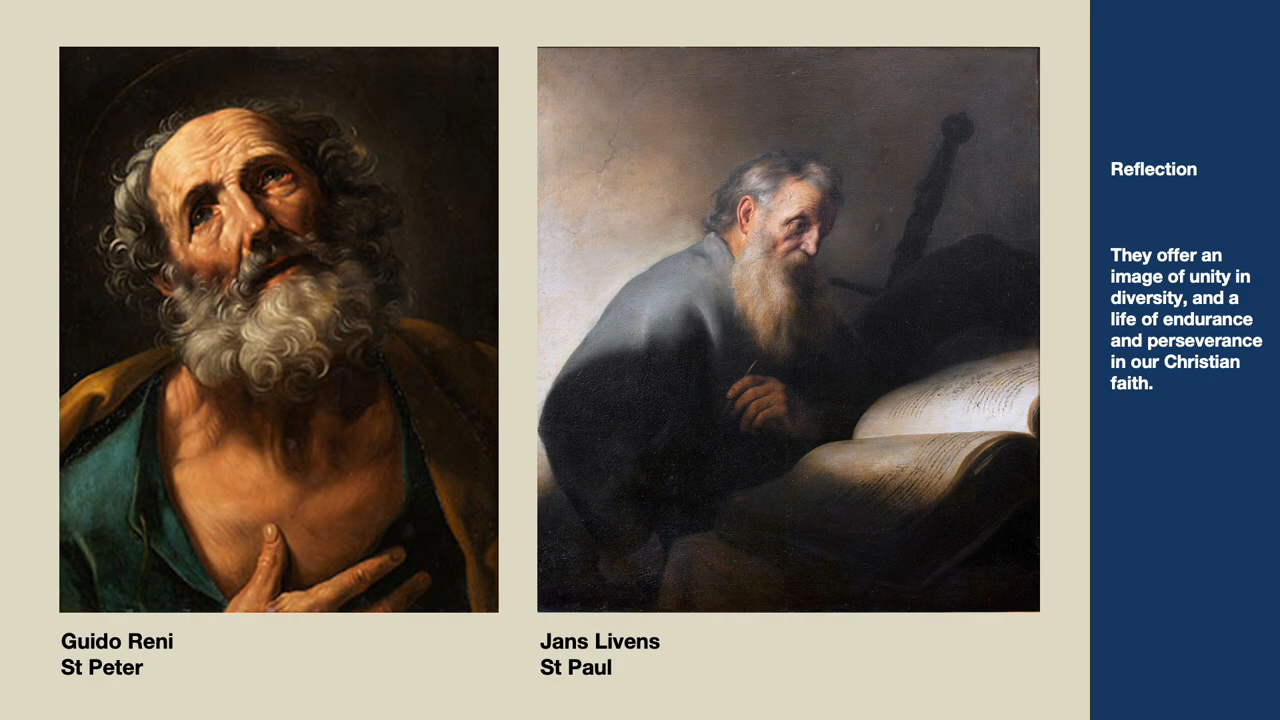 Guido Reni
St Peter
Jans Livens
St Paul
Reflection
They offer an
image of unity in
diversity, and a
life of endurance
and perseverance
in our Christian
faith.